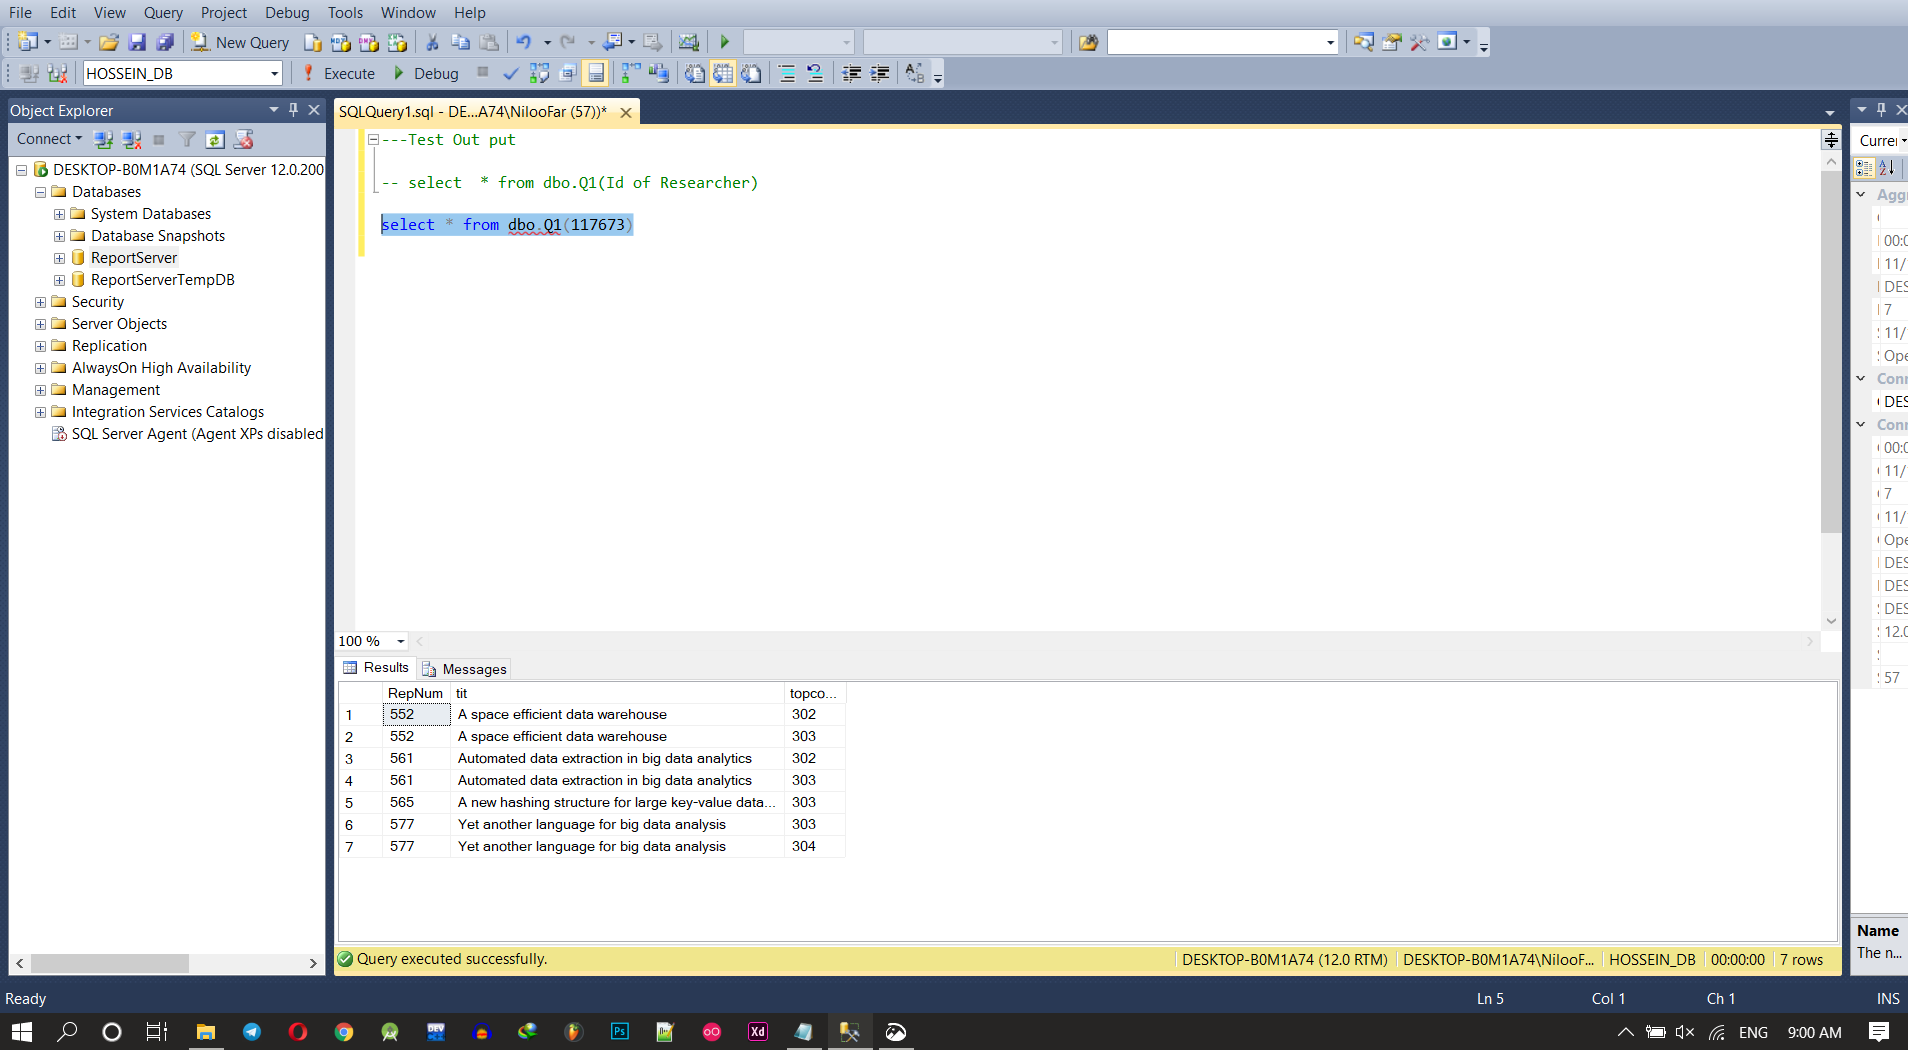 File Edit View Query Project Debug Tools Window Help
New Query
HOSSEIN_DB Execute Debug
Object Explorer
Connect
DESKTOP-B0M1A74 (SQL Server 12.0.200
Databases
System Databases
Database Snapshots
ReportServer
ReportServerTempDB
Security
Server Objects
Replication
AlwaysOn High Availability
Management
Integration Services Catalogs
SQL Server Agent (Agent XPs disabled
SQLQuery1.sql - DE...A74\NilooFar (57))*
---Test Out put
-- select  * from dbo.Q1(Id of Researcher)
select * from dbo.Q1(117673)
100 %
Results Messages
RepNum tit topco...
1 552 A space efficient data warehouse 302
2 552 A space efficient data warehouse 303
3 561 Automated data extraction in big data analytics 302
4 561 Automated data extraction in big data analytics 303
5 565 A new hashing structure for large key-value data... 303
6 577 Yet another language for big data analysis 303
7 577 Yet another language for big data analysis 304
Query executed successfully. DESKTOP-B0M1A74 (12.0 RTM) DESKTOP-B0M1A74\NilooF... HOSSEIN_DB 00:00:00 7 rows
Curre
Agg
00:0
11/
DES
7
11/
Ope
Con
DES
Con
00:0
11/
7
11/
Ope
DES
DES
DES
12.0
57
Name
The n...
Ready Ln 5 Col 1 Ch 1 INS
DEV Ps Xd ENG 9:00 AM